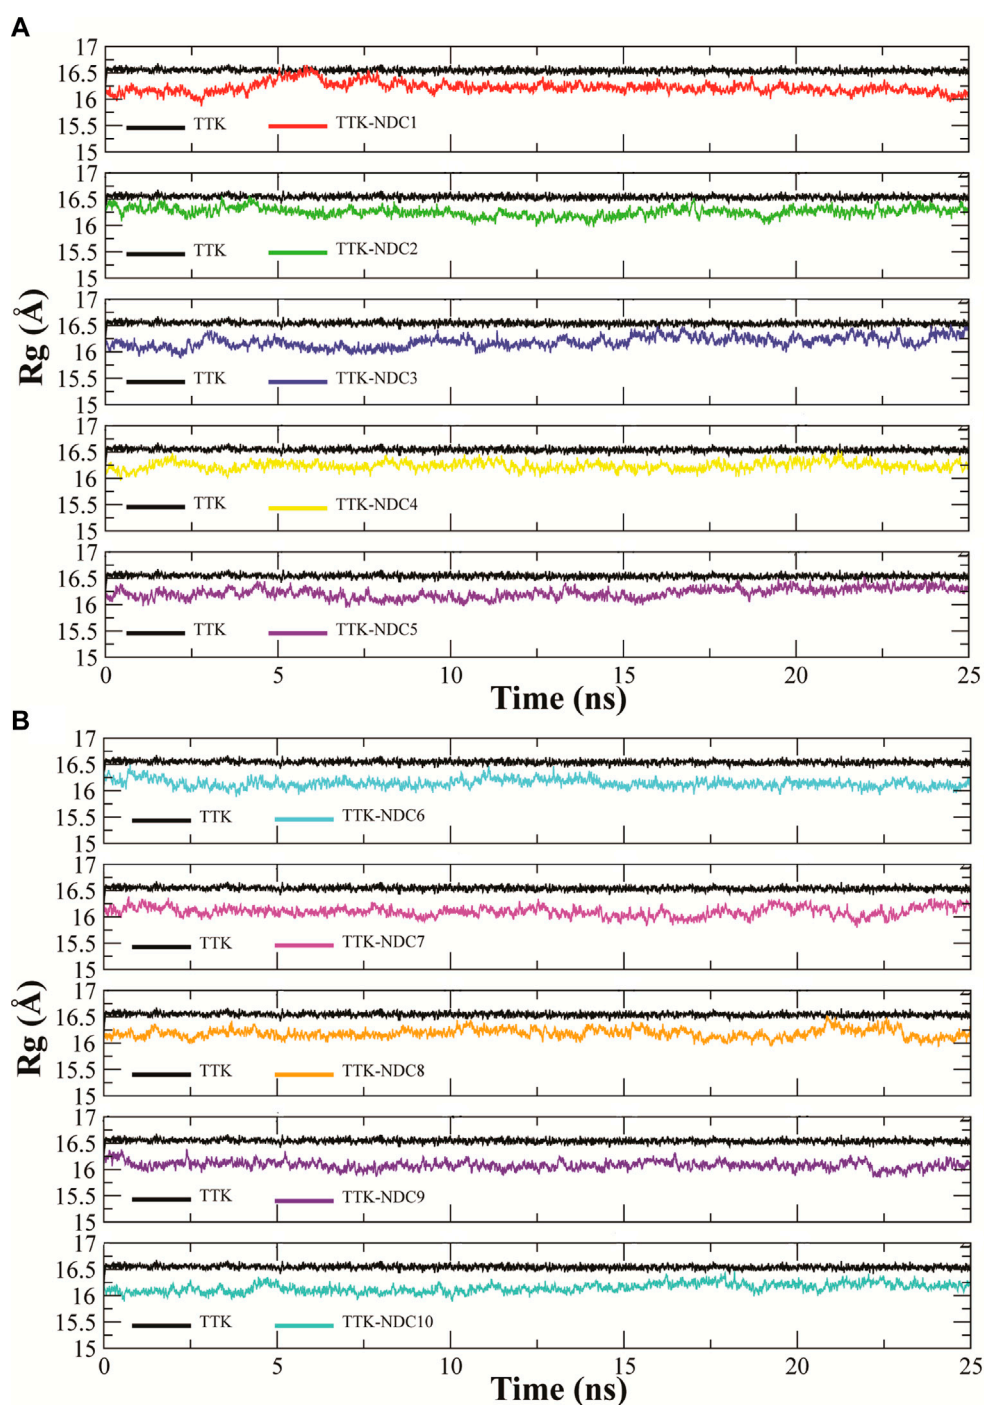 A
17
16.5
16
15.5
15
TTK TTK-NDC1
17
16.5
16
15.5
15
TTK TTK-NDC2
17
16.5
16
15.5
15
TTK TTK-NDC3
Rg (Å)
17
16.5
16
15.5
15
TTK TTK-NDC4
17
16.5
16
15.5
15
TTK TTK-NDC5
0 5 10 15 20 25
Time (ns)
B
17
16.5
16
15.5
15
TTK TTK-NDC6
17
16.5
16
15.5
15
TTK TTK-NDC7
17
16.5
16
15.5
15
TTK TTK-NDC8
Rg (Å)
17
16.5
16
15.5
15
TTK TTK-NDC9
17
16.5
16
15.5
15
TTK TTK-NDC10
0 5 10 15 20 25
Time (ns)